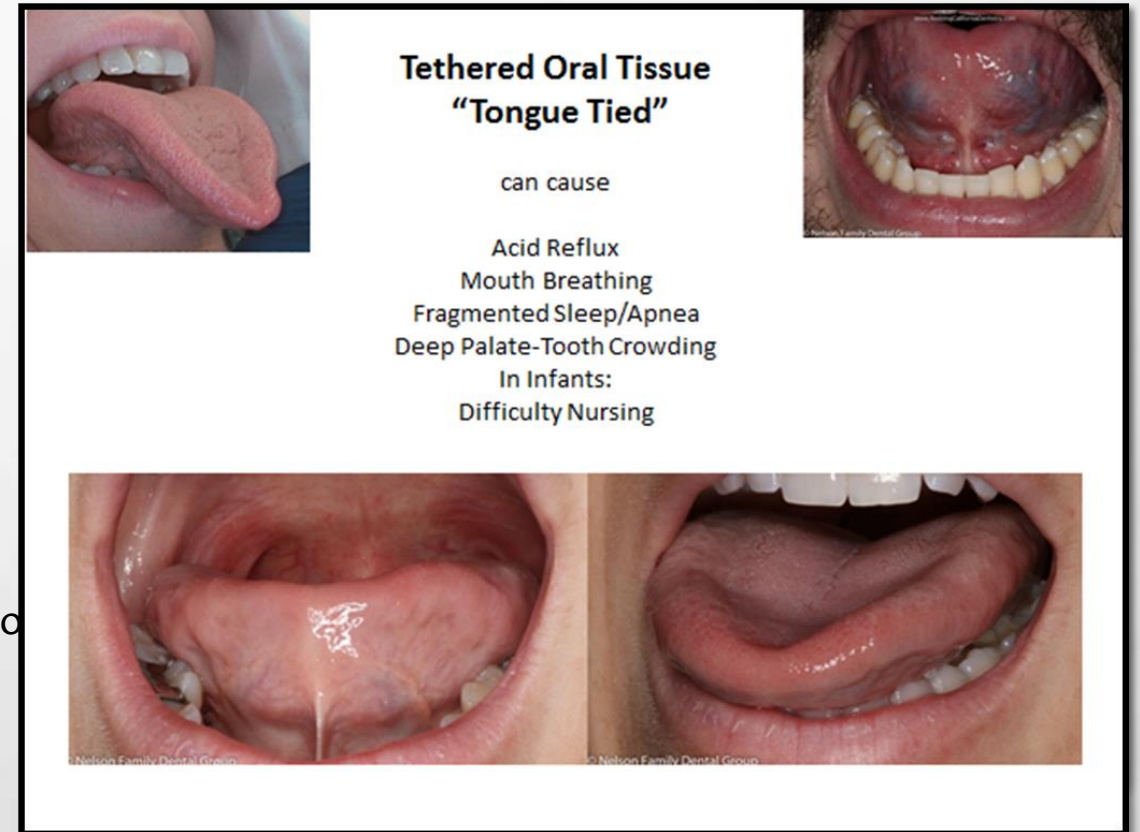 Tethered Oral Tissue
“Tongue Tied”
can cause
Acid Reflux
Mouth Breathing
Fragmented Sleep/Apnea
Deep Palate-Tooth Crowding
In Infants:
Difficulty Nursing
© Nelson Family Dental Group
o
© Nelson Family Dental Group
© Nelson Family Dental Group